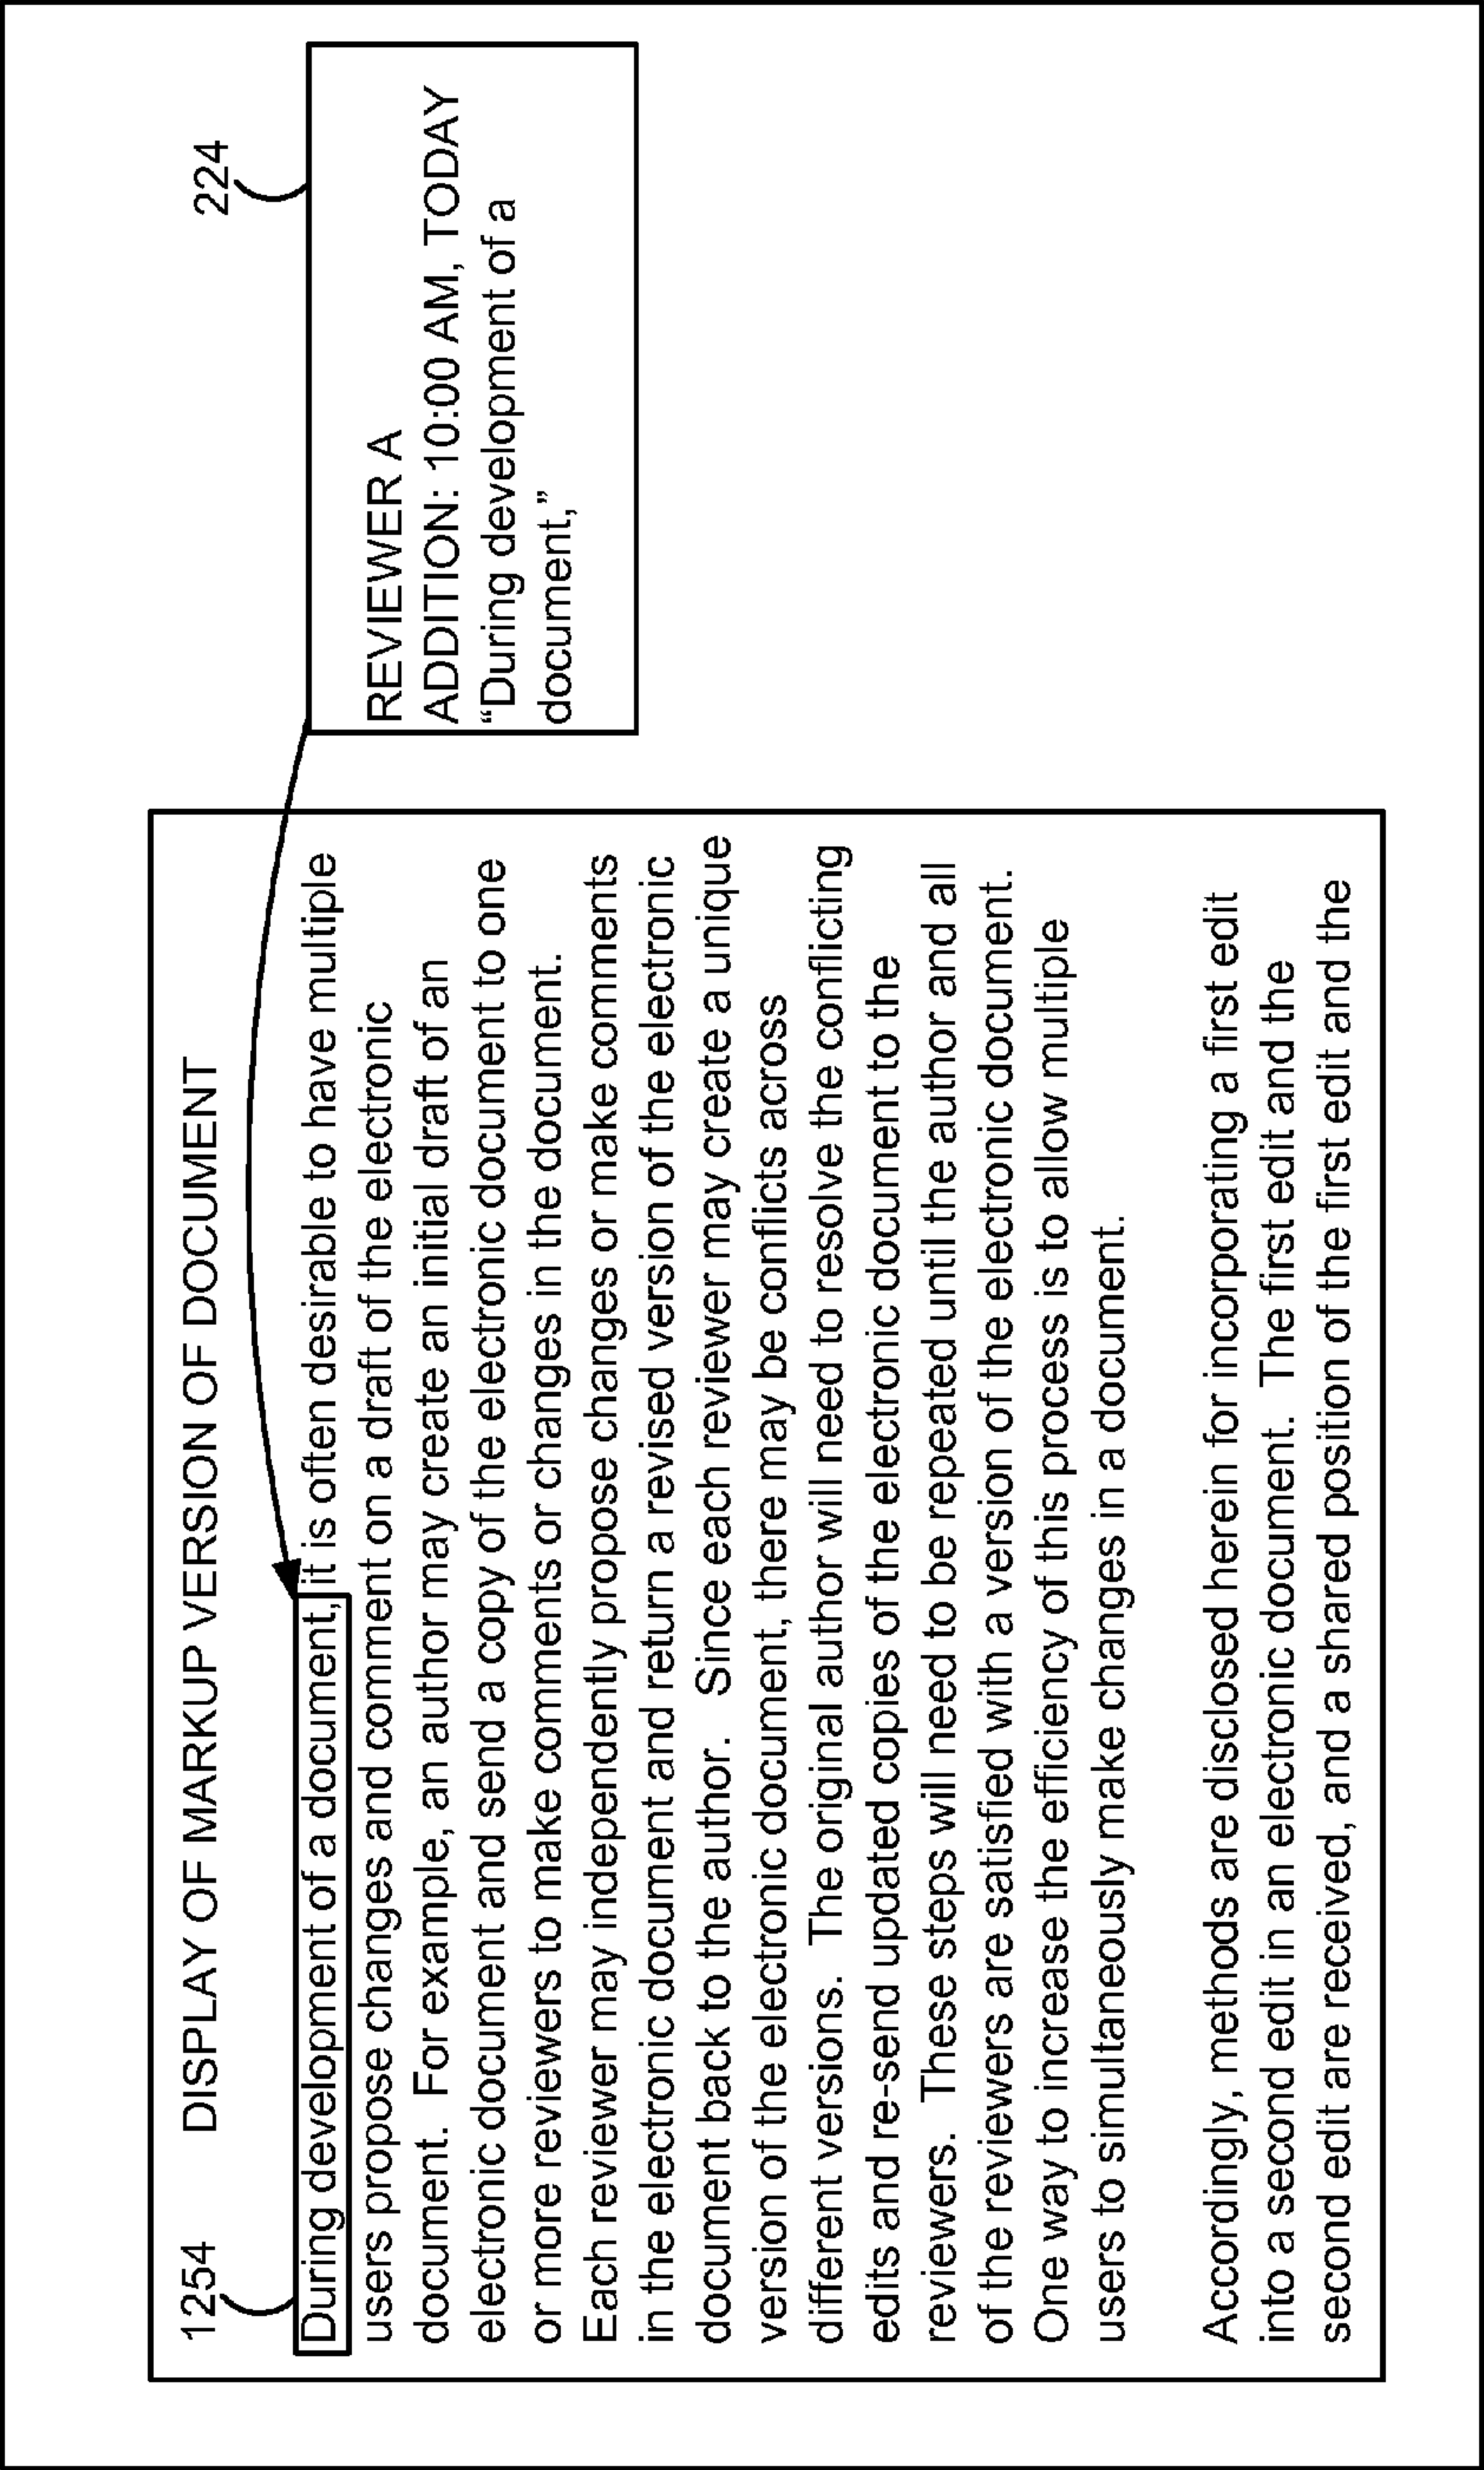 1254
DISPLAY OF MARKUP VERSION OF DOCUMENT
During development of a document, it is often desirable to have multiple
users propose changes and comment on a draft of the electronic
document. For example, an author may create an initial draft of an
electronic document and send a copy of the electronic document to one
or more reviewers to make comments or changes in the document.
Each reviewer may independently propose changes or make comments
in the electronic document and return a revised version of the electronic
document back to the author. Since each reviewer may create a unique
version of the electronic document, there may be conflicts across
different versions. The original author will need to resolve the conflicting
edits and re-send updated copies of the electronic document to the
reviewers. These steps will need to be repeated until the author and all
of the reviewers are satisfied with a version of the electronic document.
One way to increase the efficiency of this process is to allow multiple
users to simultaneously make changes in a document.
Accordingly, methods are disclosed herein for incorporating a first edit
into a second edit in an electronic document. The first edit and the
second edit are received, and a shared position of the first edit and the
224
REVIEWER A
ADDITION: 10:00 AM, TODAY
“During development of a
document,”